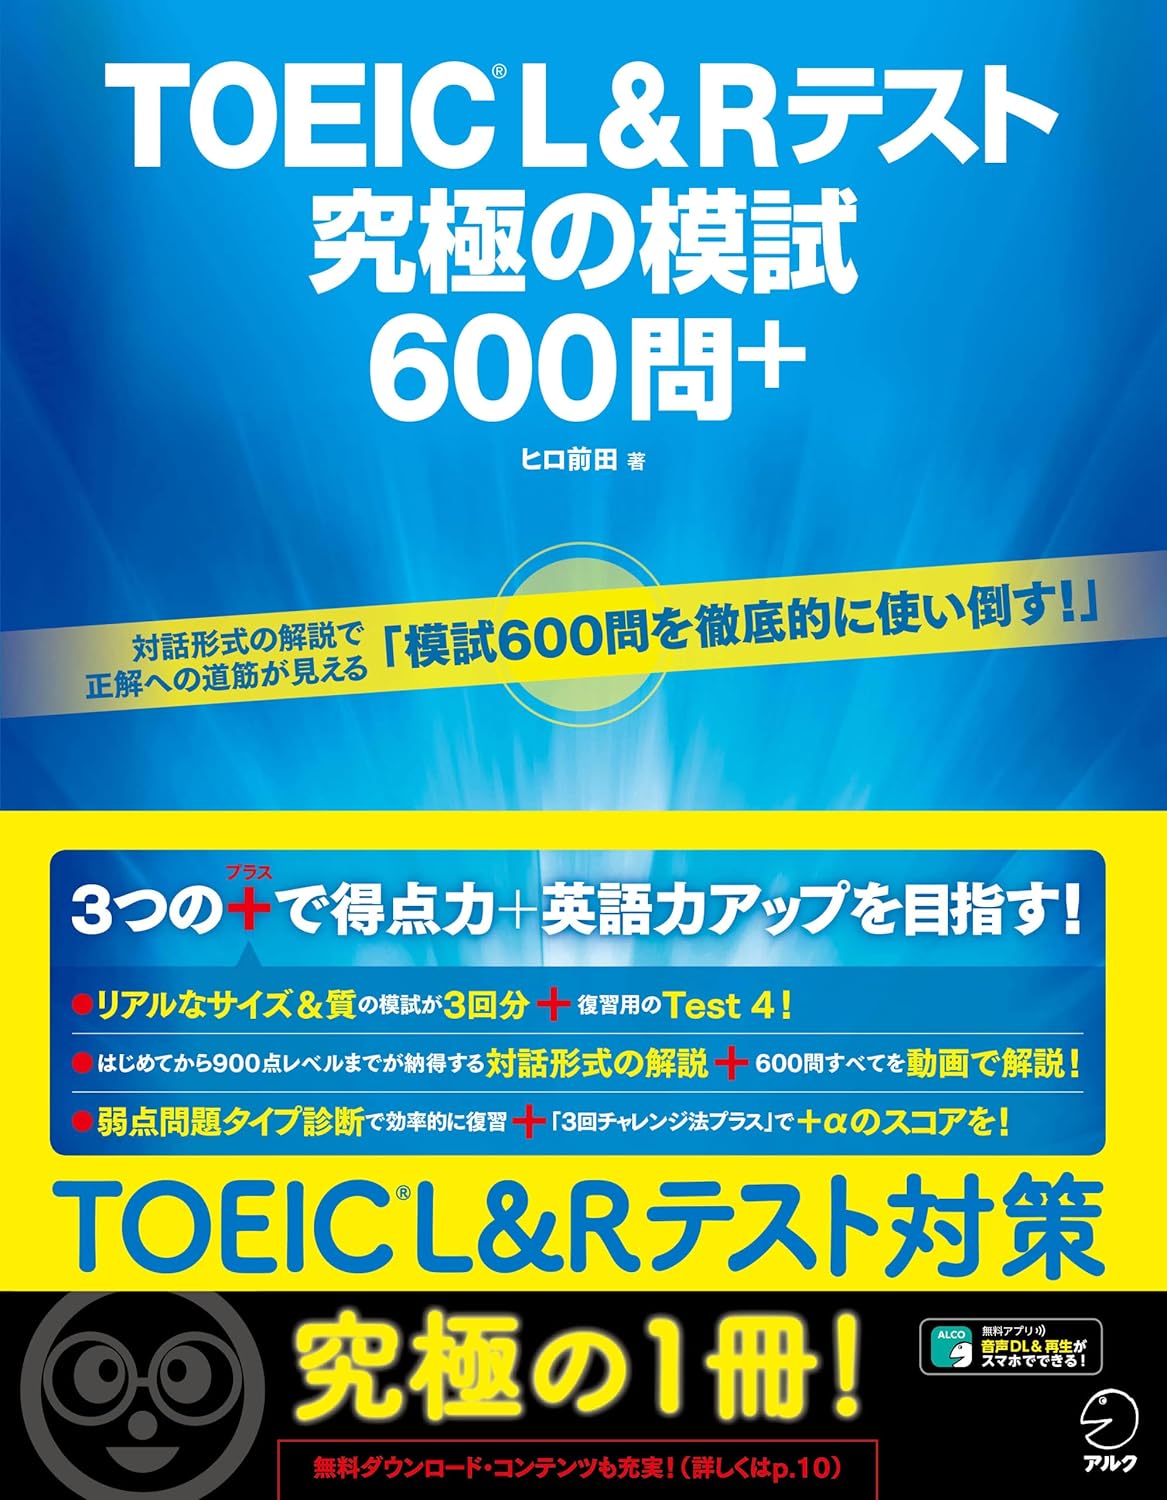 TOEIC® L&Rテスト
究極の模試
600問+
ヒロ前田 著
対話形式の解説で
正解への道筋が見える
「模試600問を徹底的に使い倒す!」
プラス
3つの+で得点力+英語力アップを目指す!
●リアルなサイズ&質の模試が3回分+復習用のTest 4!
●はじめてから900点レベルまでが納得する対話形式の解説+600問すべてを動画で解説!
●弱点問題タイプ診断で効率的に復習+「3回チャレンジ法プラス」で+αのスコアを!
TOEIC® L&Rテスト対策
究極の1冊!
ALCO
無料アプリ
音声DL&再生が
スマホでできる!
無料ダウンロード・コンテンツも充実!(詳しくはp.10)
アルク